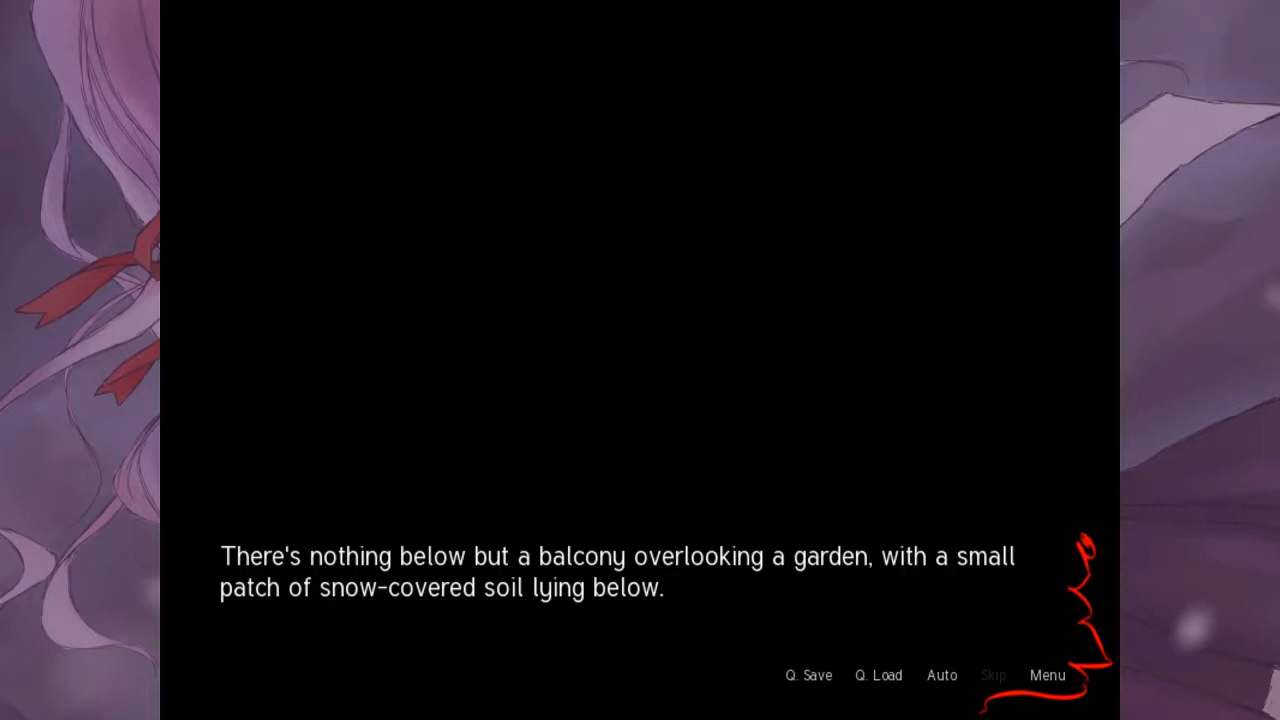 There's nothing below but a balcony overlooking a garden, with a small
patch of snow-covered soil lying below.
Q. Save Q. Load Auto Skip Menu